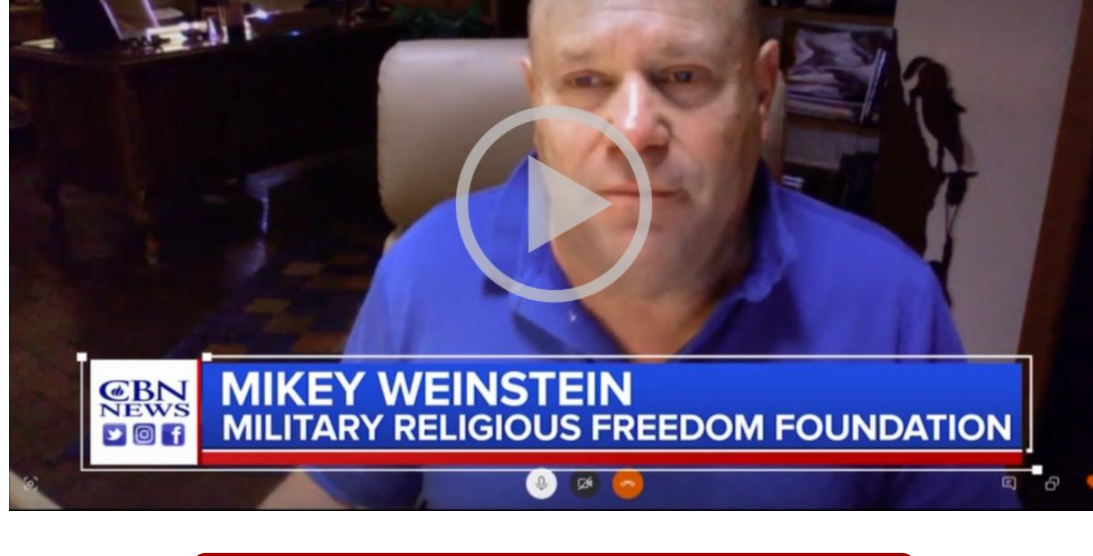 CBN
NEWS
MIKEY WEINSTEIN
MILITARY RELIGIOUS FREEDOM FOUNDATION